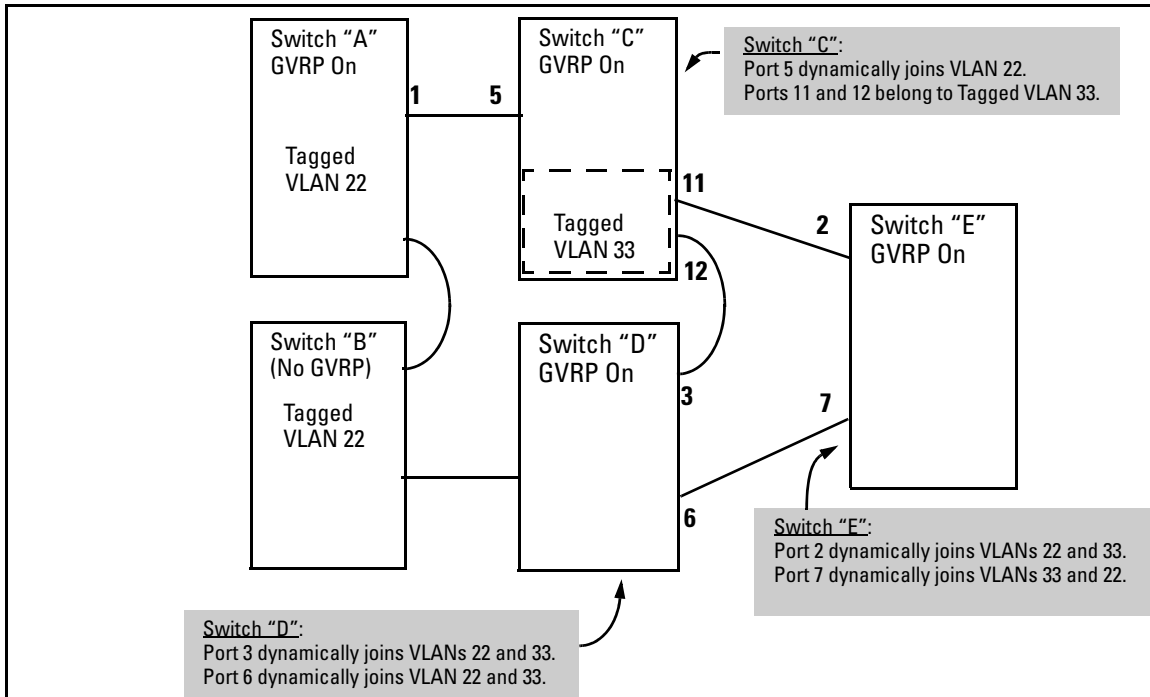 Switch “A”
GVRP On
1
Tagged
VLAN 22
Switch “C”
GVRP On
5
Tagged
VLAN 33
11
12
Switch “C”:
Port 5 dynamically joins VLAN 22.
Ports 11 and 12 belong to Tagged VLAN 33.
2
Switch “E”
GVRP On
7
Switch “B”
(No GVRP)
Tagged
VLAN 22
Switch “D”
GVRP On
3
6
Switch “E”:
Port 2 dynamically joins VLANs 22 and 33.
Port 7 dynamically joins VLANs 33 and 22.
Switch “D”:
Port 3 dynamically joins VLANs 22 and 33.
Port 6 dynamically joins VLAN 22 and 33.